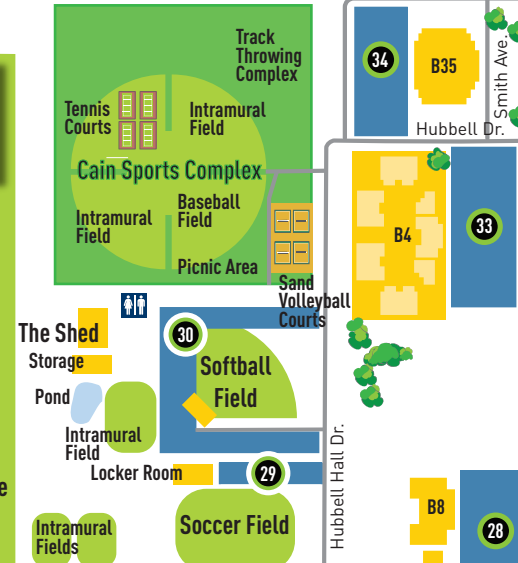 Track
Throwing
Complex
34
B35
Smith Ave.
Hubbell Dr.
Tennis
Courts
Intramural
Field
Cain Sports Complex
Intramural
Field
Baseball
Field
Picnic Area
B4
33
Sand
Volleyball
Courts
The Shed
30
Storage
Softball
Field
Pond
Intramural
Field
Locker Room
29
Hubbell Hall Dr.
e
Intramural
Fields
Soccer Field
B8
28